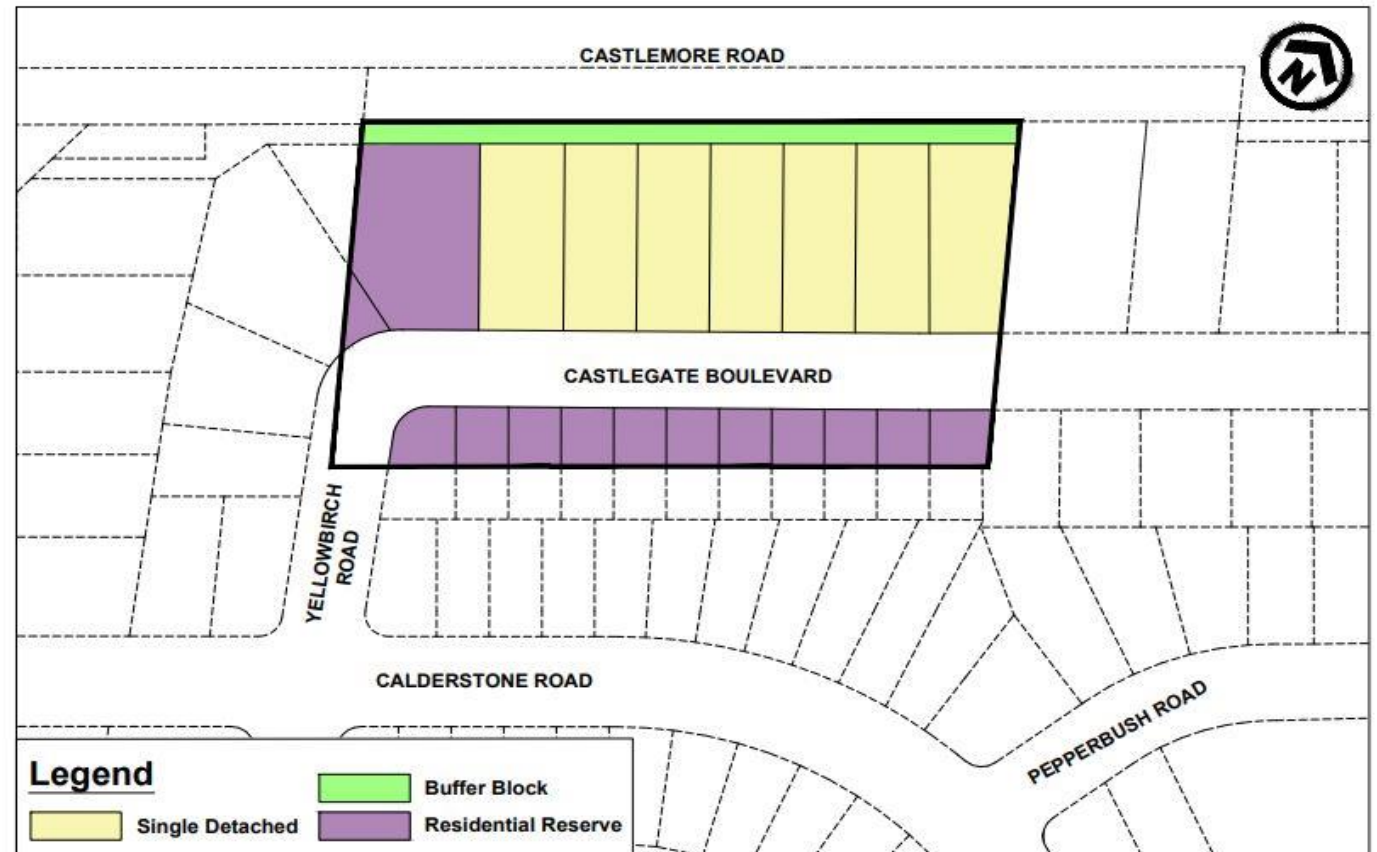 CASTLEMORE ROAD
N
CASTLEGATE BOULEVARD
YELLOWBIRCH
ROAD
CALDERSTONE ROAD
PEPPERBUSH ROAD
Legend
Buffer Block
Single Detached
Residential Reserve